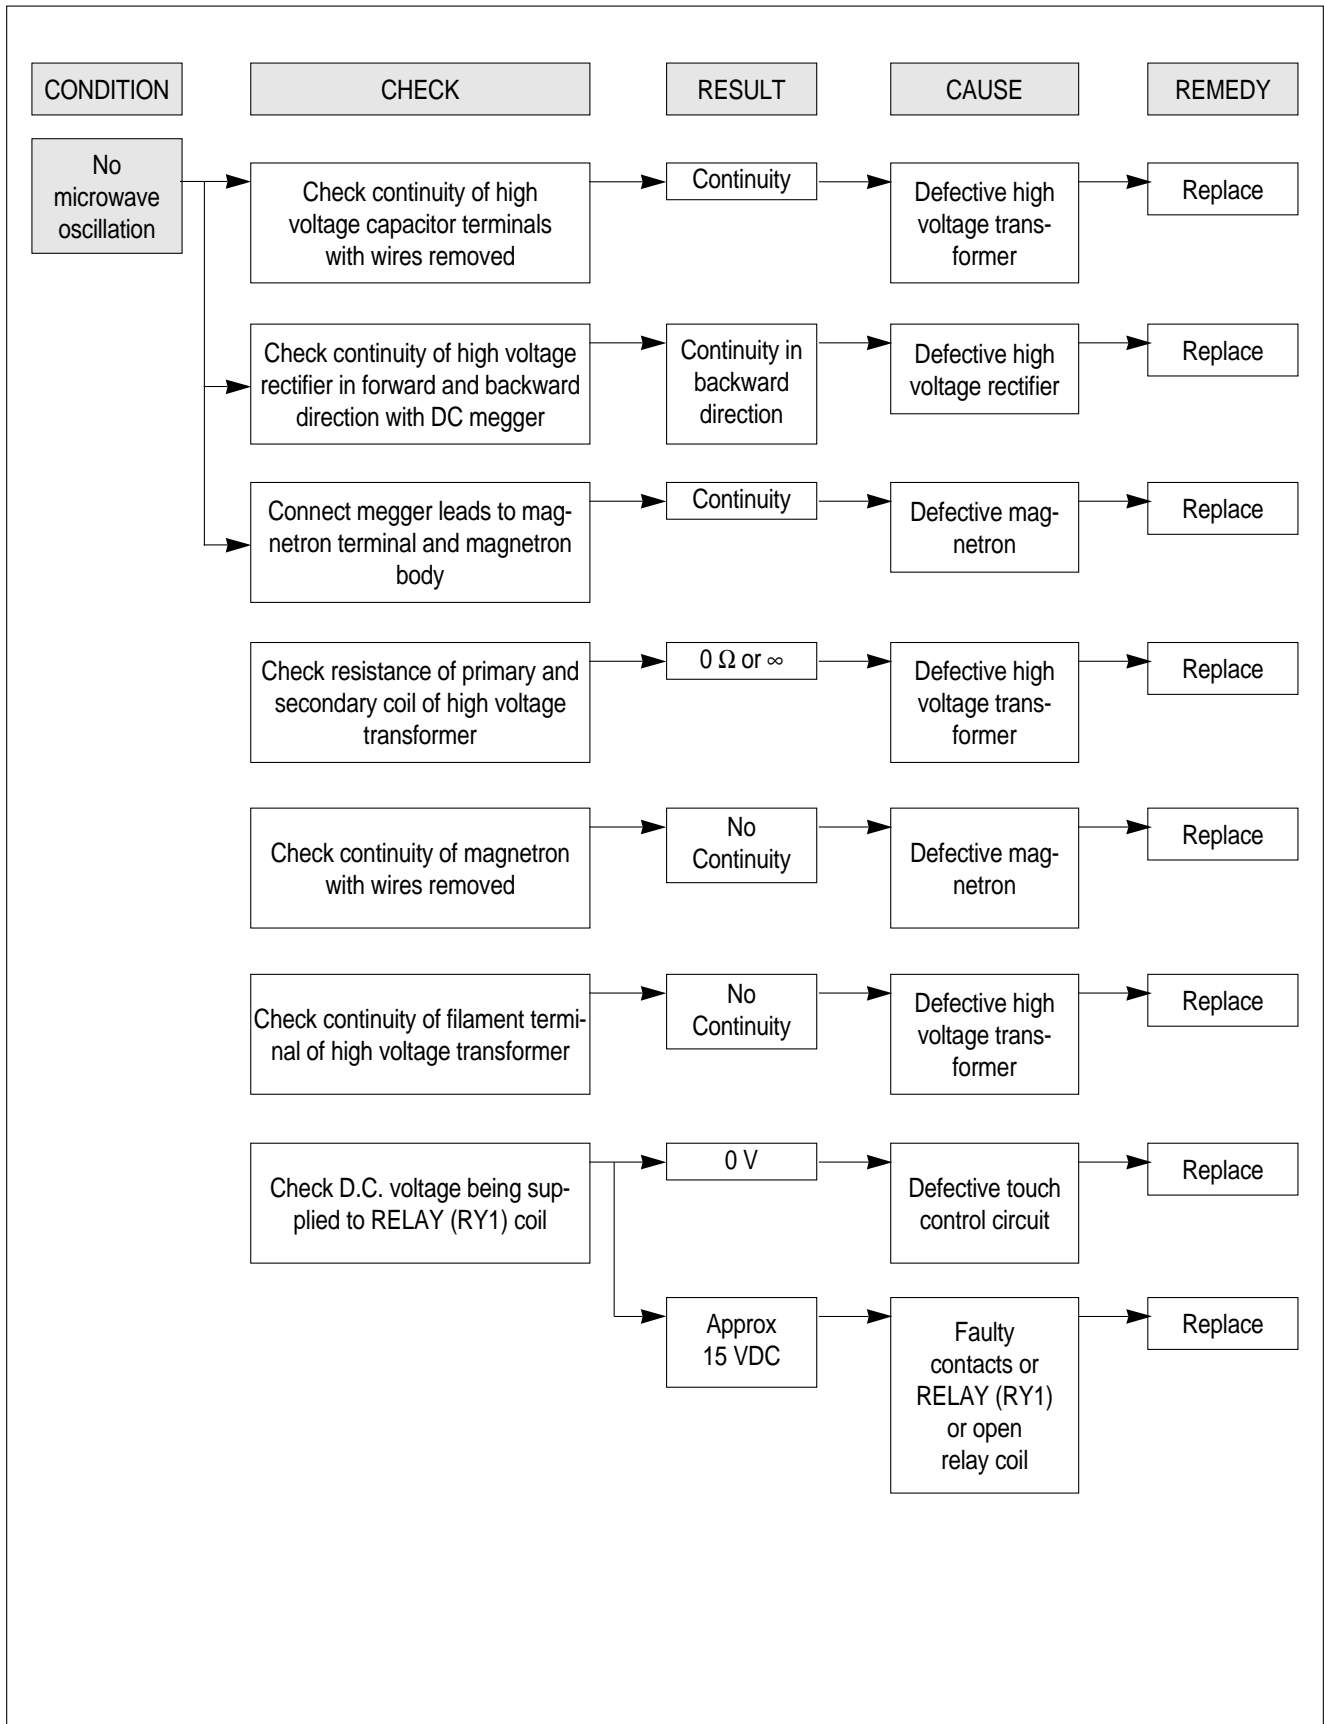 CONDITION
CHECK
RESULT
CAUSE
REMEDY
No
microwave
oscillation
Check continuity of high
voltage capacitor terminals
with wires removed
Continuity
Defective high
voltage trans-
former
Replace
Check continuity of high voltage
rectifier in forward and backward
direction with DC megger
Continuity in
backward
direction
Defective high
voltage rectifier
Replace
Connect megger leads to mag-
netron terminal and magnetron
body
Continuity
Defective mag-
netron
Replace
Check resistance of primary and
secondary coil of high voltage
transformer
0 Ω or ∞
Defective high
voltage trans-
former
Replace
Check continuity of magnetron
with wires removed
No
Continuity
Defective mag-
netron
Replace
Check continuity of filament termi-
nal of high voltage transformer
No
Continuity
Defective high
voltage trans-
former
Replace
Check D.C. voltage being sup-
plied to RELAY (RY1) coil
0 V
Defective touch
control circuit
Replace
Approx
15 VDC
Faulty
contacts or
RELAY (RY1)
or open
relay coil
Replace